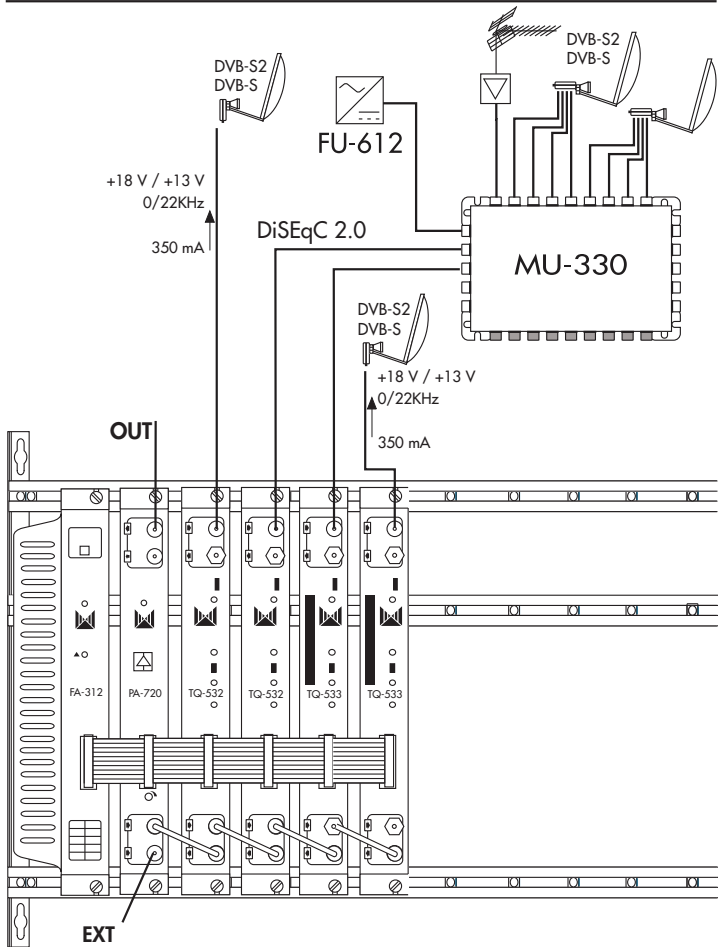 DVB-S2
DVB-S
DVB-S2
DVB-S
FU-612
+18 V / +13 V
0/22KHz
350 mA
DiSEqC 2.0
MU-330
DVB-S2
DVB-S
+18 V / +13 V
0/22KHz
350 mA
OUT
FA-312
PA-720
TQ-532
TQ-532
TQ-533
TQ-533
EXT